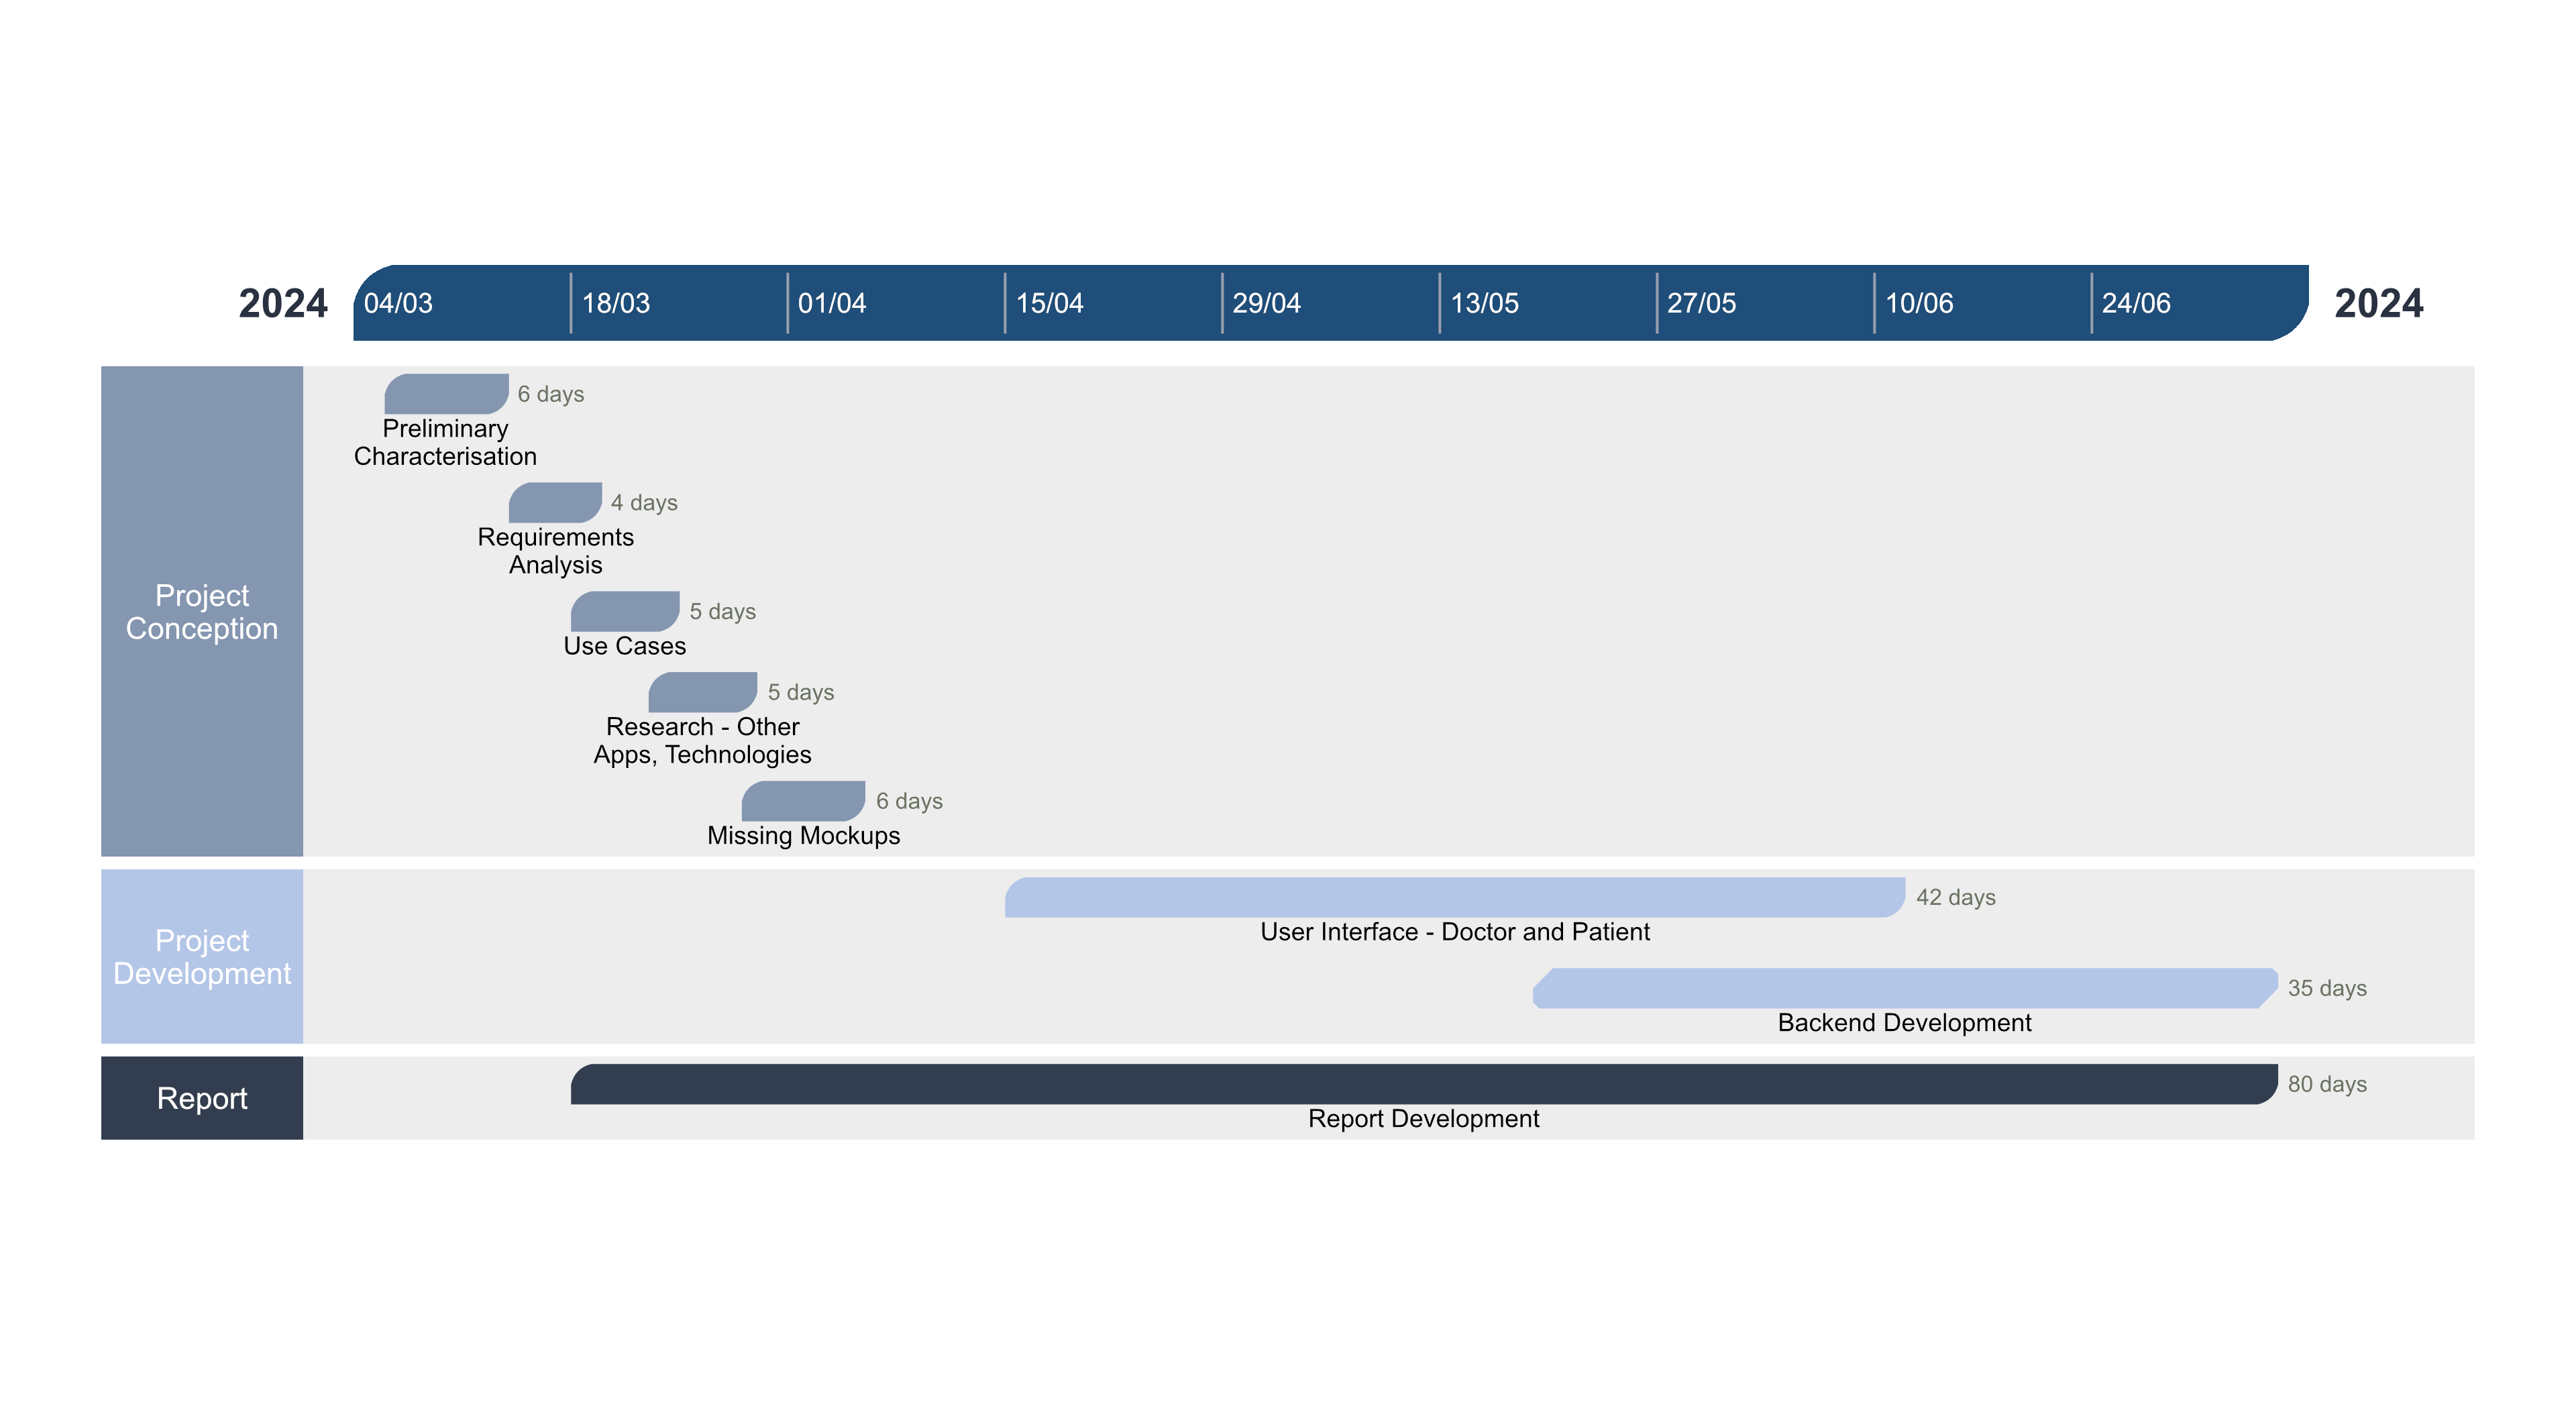 2024
04/03
18/03
01/04
15/04
29/04
13/05
27/05
10/06
24/06
2024
Project
Conception
6 days
Preliminary
Characterisation
4 days
Requirements
Analysis
5 days
Use Cases
5 days
Research - Other
Apps, Technologies
6 days
Missing Mockups
Project
Development
42 days
User Interface - Doctor and Patient
35 days
Backend Development
Report
80 days
Report Development